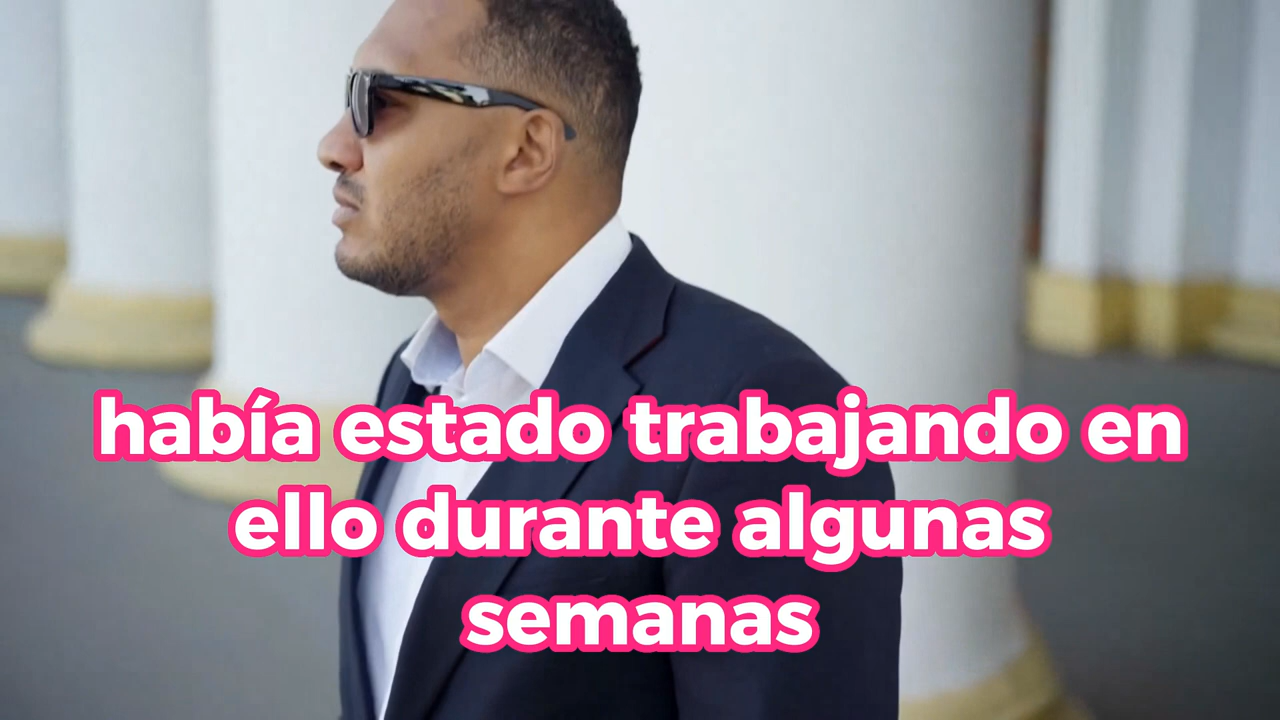 había estado trabajando en
ello durante algunas
semanas